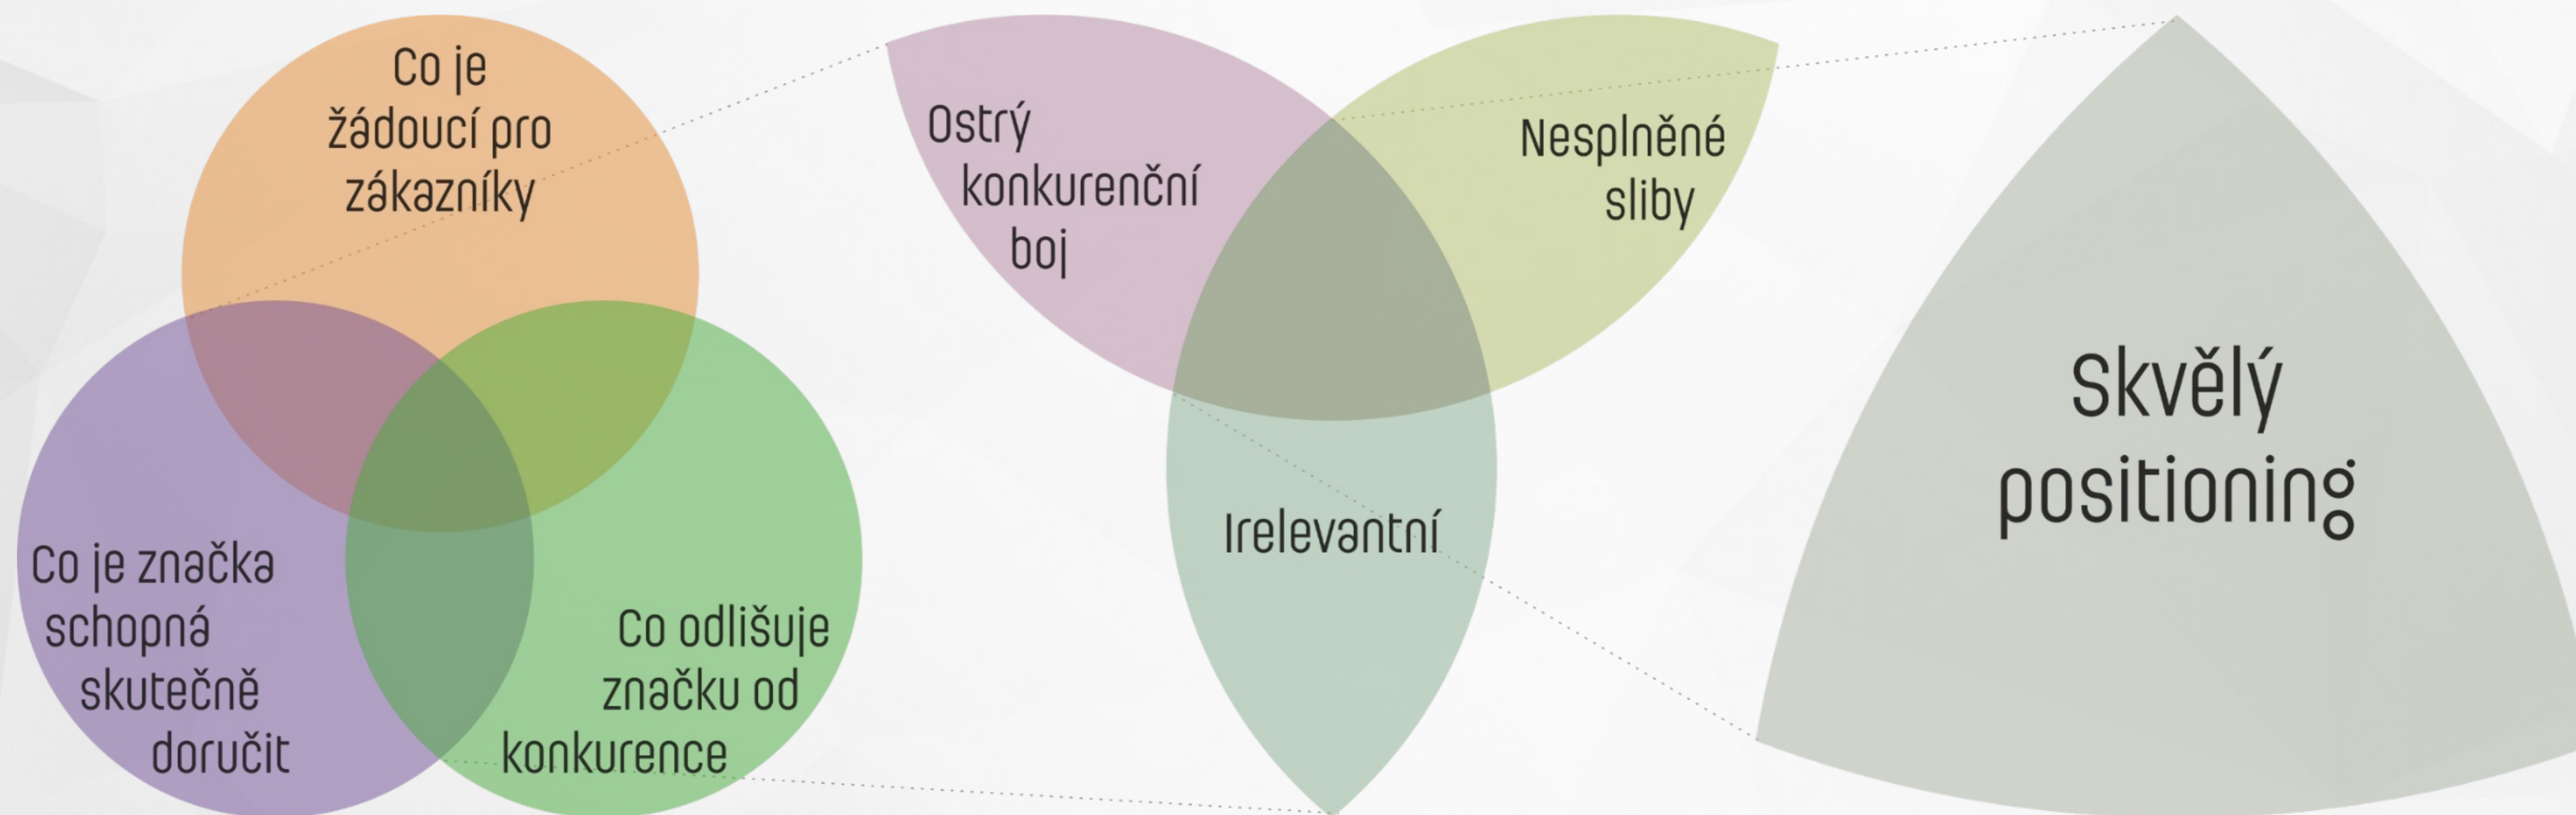 Co je
žádoucí pro
zákazníky
Co je značka
schopná
skutečně
doručit
Co odlišuje
značku od
konkurence
Ostrý
konkurenční
boj
Nesplněné
sliby
Irelevantní
Skvělý
positioning